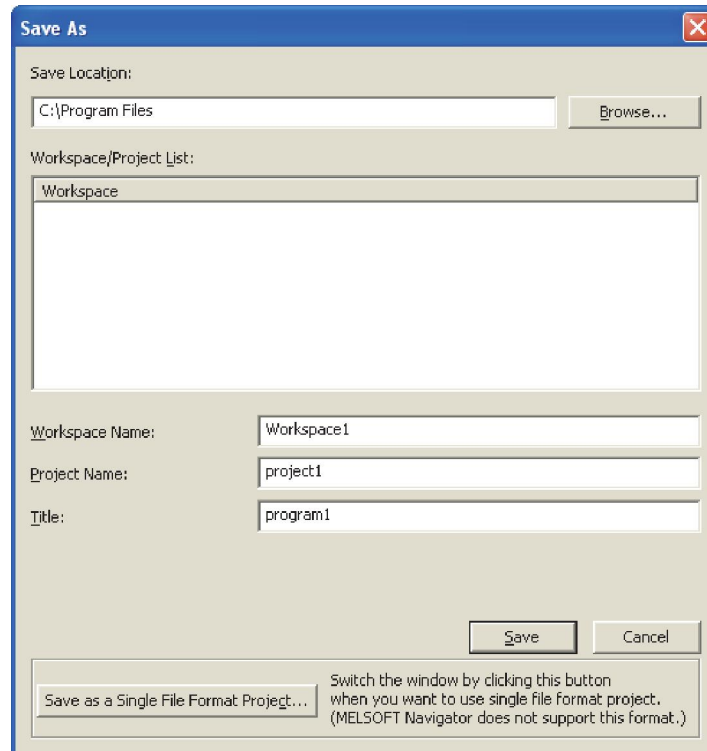 Save As
Save Location:
C:\Program Files
Browse...
Workspace/Project List:
Workspace
Workspace Name:
Workspace1
Project Name:
project1
Title:
program1
Save
Cancel
Save as a Single File Format Project...
Switch the window by clicking this button
when you want to use single file format project.
(MELSOFT Navigator does not support this format.)